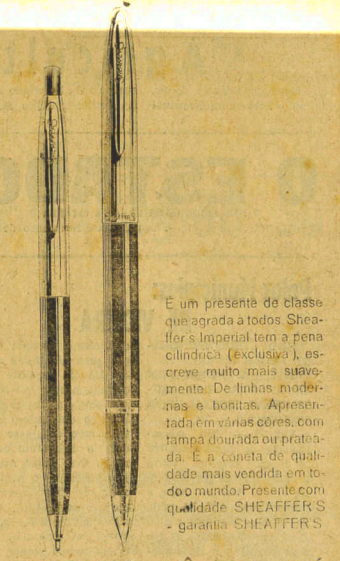 É um presente de classe
que agrada a todos. Shea-
ffer's Imperial tem a pena
cilíndrica (exclusiva), es-
creve muito mais suave-
mente. De linhas moder-
nas e bonitas. Apresen-
tada em várias côres, com
tampa dourada ou pratea-
da. É a caneta de quali-
dade mais vendida em to-
do o mundo. Presente com
qualidade SHEAFFER'S
- garantia SHEAFFER'S